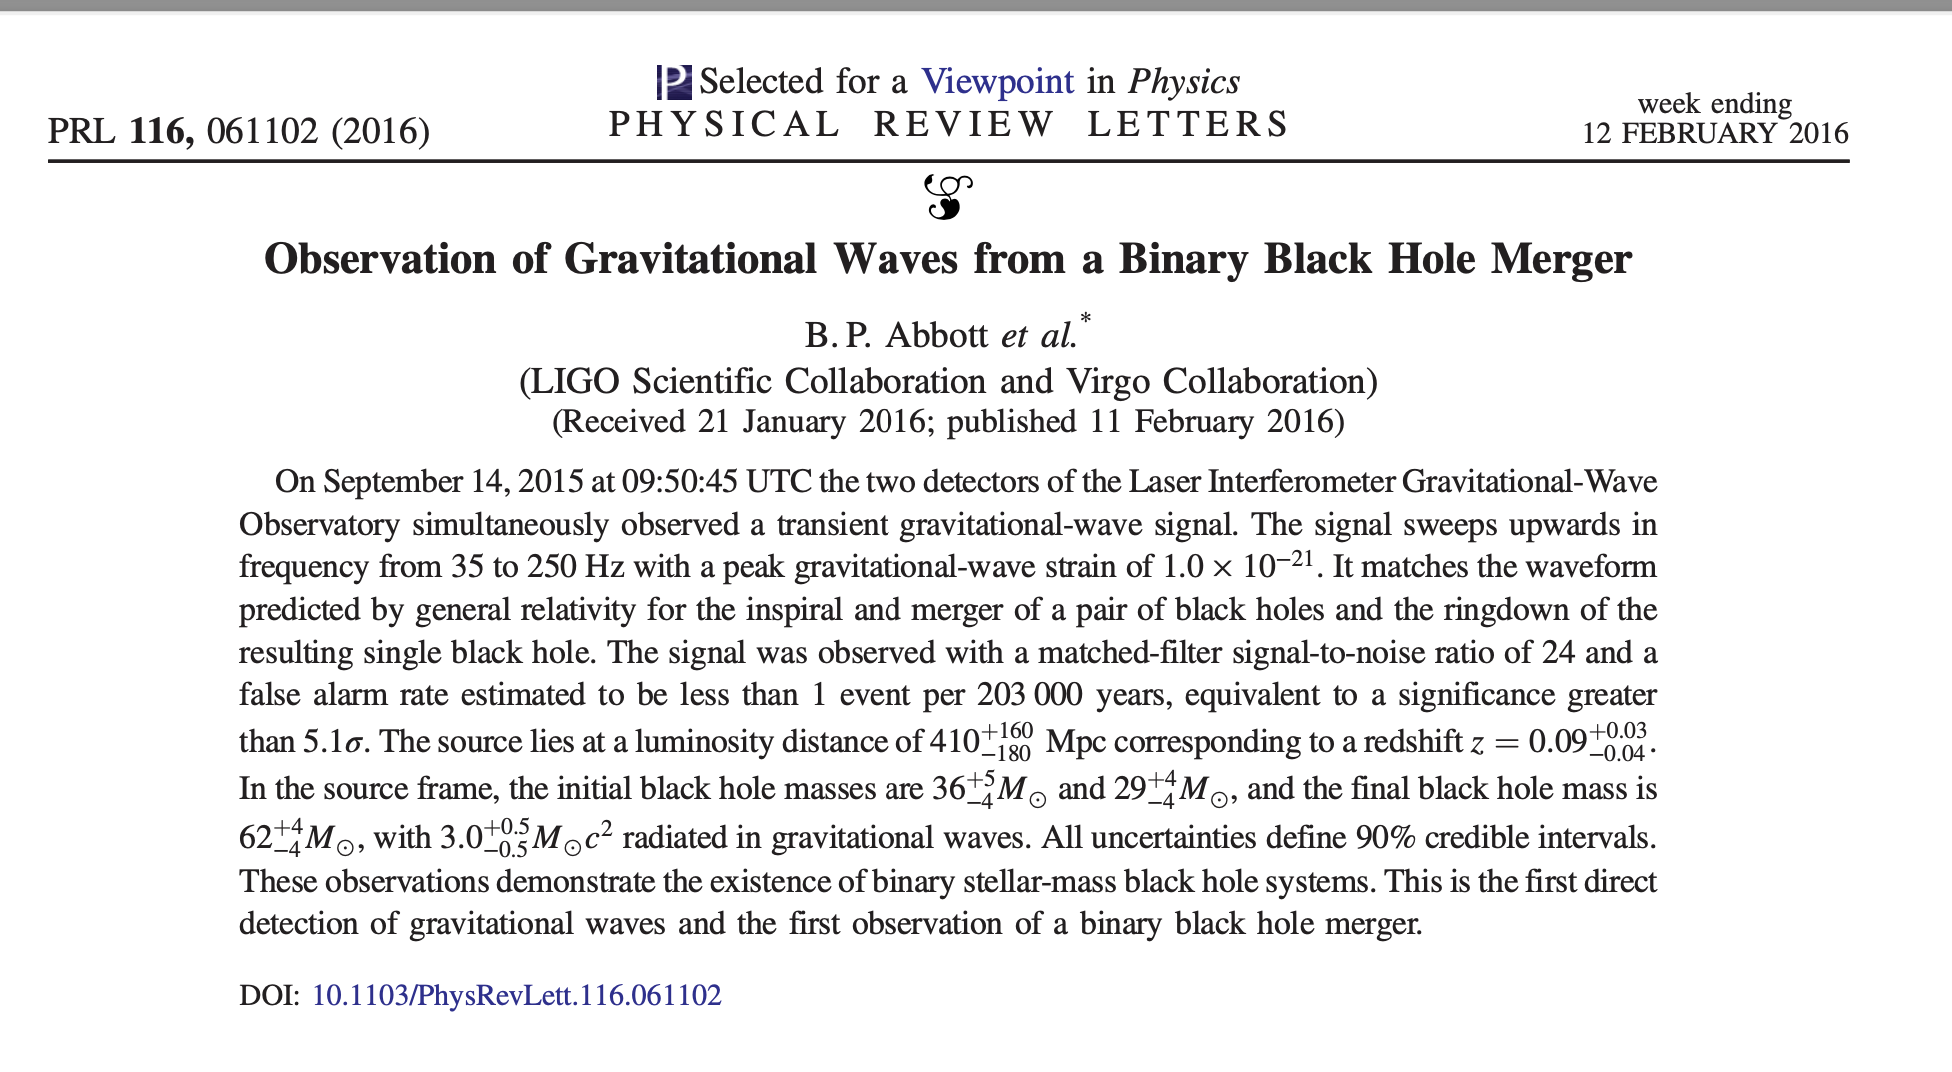 Selected for a Viewpoint in Physics
PRL 116, 061102 (2016)
PHYSICAL REVIEW LETTERS
week ending
12 FEBRUARY 2016
Observation of Gravitational Waves from a Binary Black Hole Merger
B. P. Abbott et al.*
(LIGO Scientific Collaboration and Virgo Collaboration)
(Received 21 January 2016; published 11 February 2016)
On September 14, 2015 at 09:50:45 UTC the two detectors of the Laser Interferometer Gravitational-Wave
Observatory simultaneously observed a transient gravitational-wave signal. The signal sweeps upwards in
frequency from 35 to 250 Hz with a peak gravitational-wave strain of 1.0 × 10⁻²¹. It matches the waveform
predicted by general relativity for the inspiral and merger of a pair of black holes and the ringdown of the
resulting single black hole. The signal was observed with a matched-filter signal-to-noise ratio of 24 and a
false alarm rate estimated to be less than 1 event per 203 000 years, equivalent to a significance greater
than 5.1σ. The source lies at a luminosity distance of 410+160−180 Mpc corresponding to a redshift z = 0.09+0.03−0.04.
In the source frame, the initial black hole masses are 36+5−4M⊙ and 29+4−4M⊙, and the final black hole mass is
62+4−4M⊙, with 3.0+0.5−0.5M⊙c² radiated in gravitational waves. All uncertainties define 90% credible intervals.
These observations demonstrate the existence of binary stellar-mass black hole systems. This is the first direct
detection of gravitational waves and the first observation of a binary black hole merger.
DOI: 10.1103/PhysRevLett.116.061102